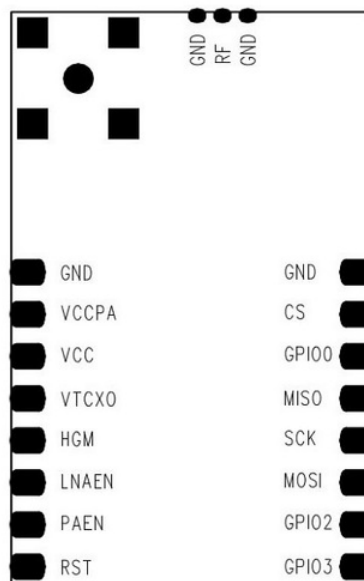 GND RF GND
GND GND
VCCPA CS
VCC GPIO0
VTCXO MISO
HGM SCK
LNAEN MOSI
PAEN GPIO2
RST GPIO3